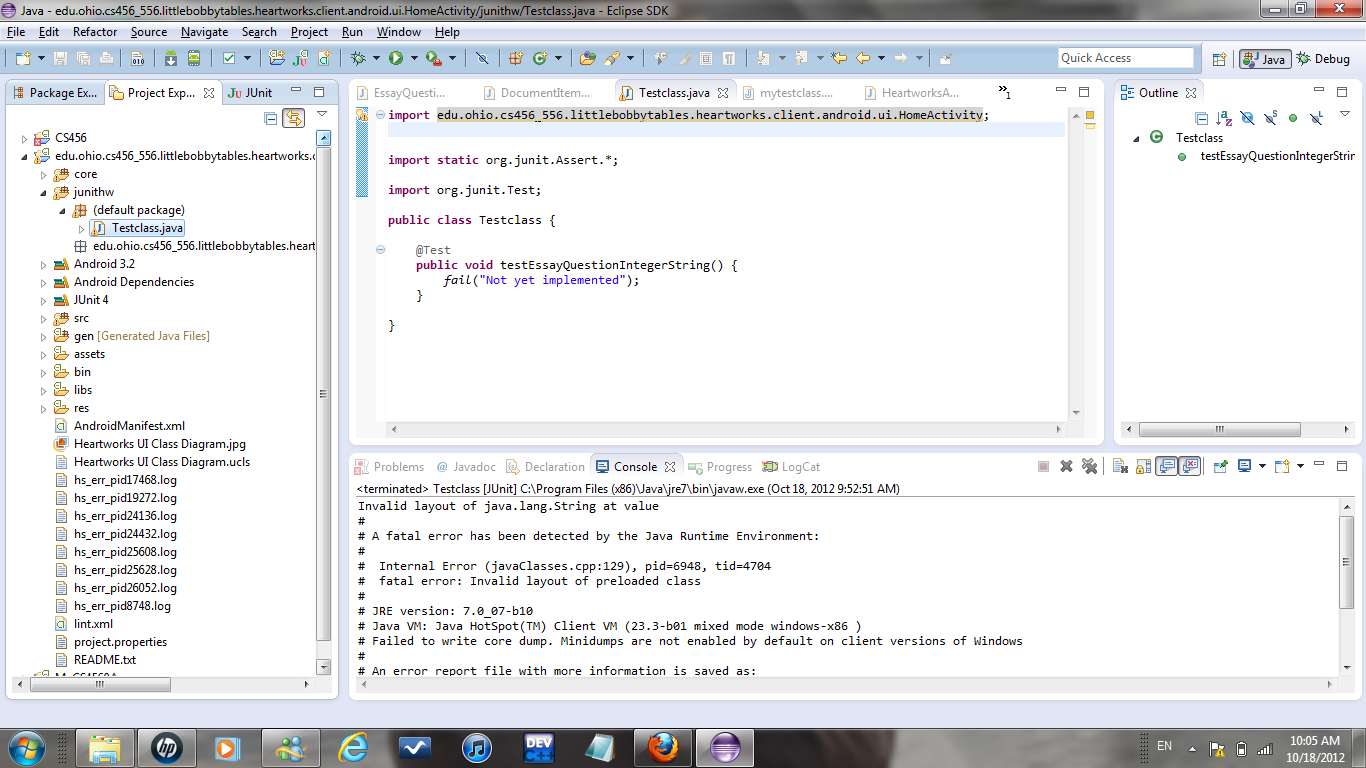 Java - edu.ohio.cs456_556.littlebobbytables.heartworks.client.android.ui.HomeActivity/junithw/Testclass.java - Eclipse SDK
File Edit Refactor Source Navigate Search Project Run Window Help
Quick Access
Java
Debug
Package Ex...
Project Exp...
JUnit
CS456
edu.ohio.cs456_556.littlebobbytables.heartworks.c
core
junithw
(default package)
Testclass.java
edu.ohio.cs456_556.littlebobbytables.heart
Android 3.2
Android Dependencies
JUnit 4
src
gen [Generated Java Files]
assets
bin
libs
res
AndroidManifest.xml
Heartworks UI Class Diagram.jpg
Heartworks UI Class Diagram.ucls
hs_err_pid17468.log
hs_err_pid19272.log
hs_err_pid24136.log
hs_err_pid24432.log
hs_err_pid25608.log
hs_err_pid25628.log
hs_err_pid26052.log
hs_err_pid8748.log
lint.xml
project.properties
README.txt
EssayQuesti...
DocumentItem...
Testclass.java
mytestclass....
HeartworksA...
»1
import edu.ohio.cs456_556.littlebobbytables.heartworks.client.android.ui.HomeActivity;
import static org.junit.Assert.*;
import org.junit.Test;
public class Testclass {
@Test
public void testEssayQuestionIntegerString() {
fail("Not yet implemented");
}
}
Outline
Testclass
testEssayQuestionIntegerStrin
Problems
@ Javadoc
Declaration
Console
Progress
LogCat
<terminated> Testclass [JUnit] C:\Program Files (x86)\Java\jre7\bin\javaw.exe (Oct 18, 2012 9:52:51 AM)
Invalid layout of java.lang.String at value
#
# A fatal error has been detected by the Java Runtime Environment:
#
#  Internal Error (javaClasses.cpp:129), pid=6948, tid=4704
#  fatal error: Invalid layout of preloaded class
#
# JRE version: 7.0_07-b10
# Java VM: Java HotSpot(TM) Client VM (23.3-b01 mixed mode windows-x86 )
# Failed to write core dump. Minidumps are not enabled by default on client versions of Windows
#
# An error report file with more information is saved as:
hp
DEV
C++
EN
10:05 AM
10/18/2012